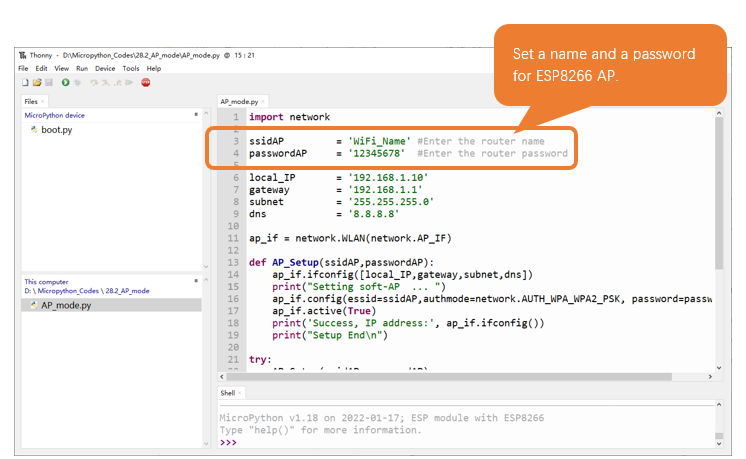 Set a name and a password
for ESP8266 AP.
Thonny - D:\Micropython_Codes\28.2_AP_mode\AP_mode.py @ 15 : 21
File Edit View Run Device Tools Help
Files ×
MicroPython device
boot.py
This computer
D: \ Micropython_Codes \ 28.2_AP_mode
AP_mode.py
AP_mode.py ×
1 import network
2
3 ssidAP = 'WiFi_Name' #Enter the router name
4 passwordAP = '12345678' #Enter the router password
5
6 local_IP = '192.168.1.10'
7 gateway = '192.168.1.1'
8 subnet = '255.255.255.0'
9 dns = '8.8.8.8'
10
11 ap_if = network.WLAN(network.AP_IF)
12
13 def AP_Setup(ssidAP,passwordAP):
14 ap_if.ifconfig([local_IP,gateway,subnet,dns])
15 print("Setting soft-AP ... ")
16 ap_if.config(essid=ssidAP,authmode=network.AUTH_WPA_WPA2_PSK, password=passw
17 ap_if.active(True)
18 print('Success, IP address:', ap_if.ifconfig())
19 print("Setup End\n")
20
21 try:
Shell ×
MicroPython v1.18 on 2022-01-17; ESP module with ESP8266
Type "help()" for more information.
>>>